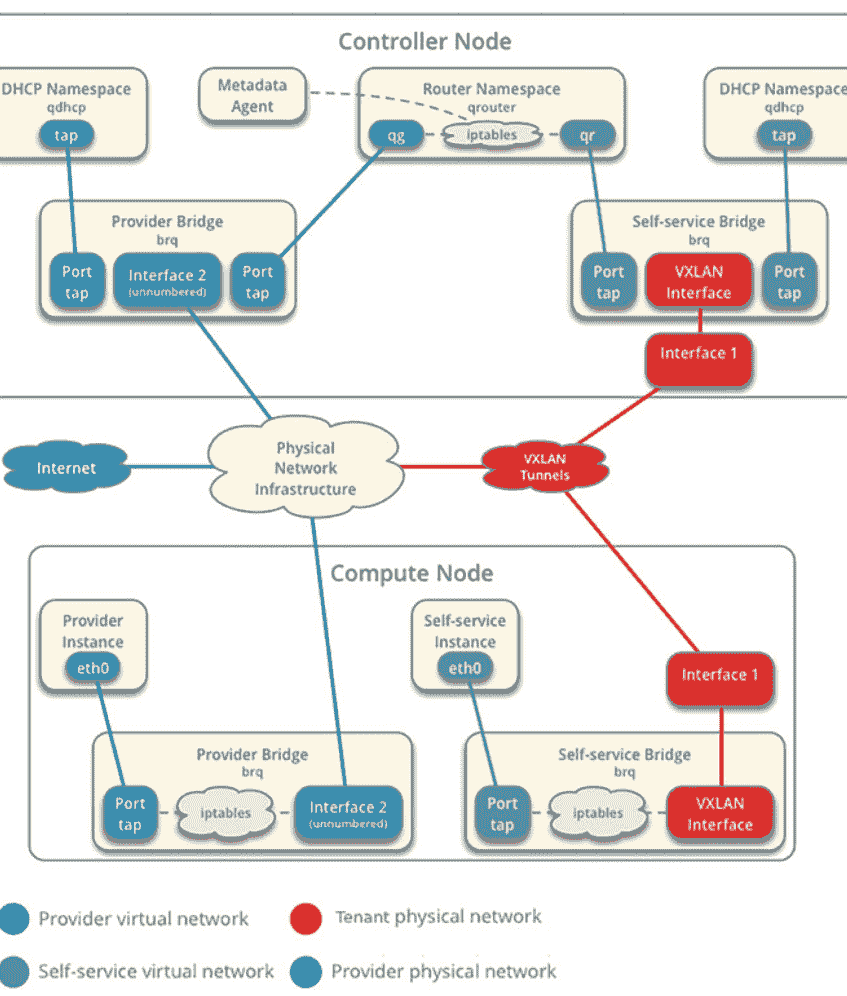 Controller Node
DHCP Namespace
qdhcp
tap
Metadata
Agent
Router Namespace
qrouter
qg
iptables
qr
DHCP Namespace
qdhcp
tap
Provider Bridge
brq
Port
tap
Interface 2
(unnumbered)
Port
tap
Self-service Bridge
brq
Port
tap
VXLAN
Interface
Port
tap
Interface 1
Internet
Physical
Network
Infrastructure
VXLAN
Tunnels
Compute Node
Provider
Instance
eth0
Self-service
Instance
eth0
Interface 1
Provider Bridge
brq
Port
tap
iptables
Interface 2
(unnumbered)
Self-service Bridge
brq
Port
tap
iptables
VXLAN
Interface
Provider virtual network
Tenant physical network
Self-service virtual network
Provider physical network